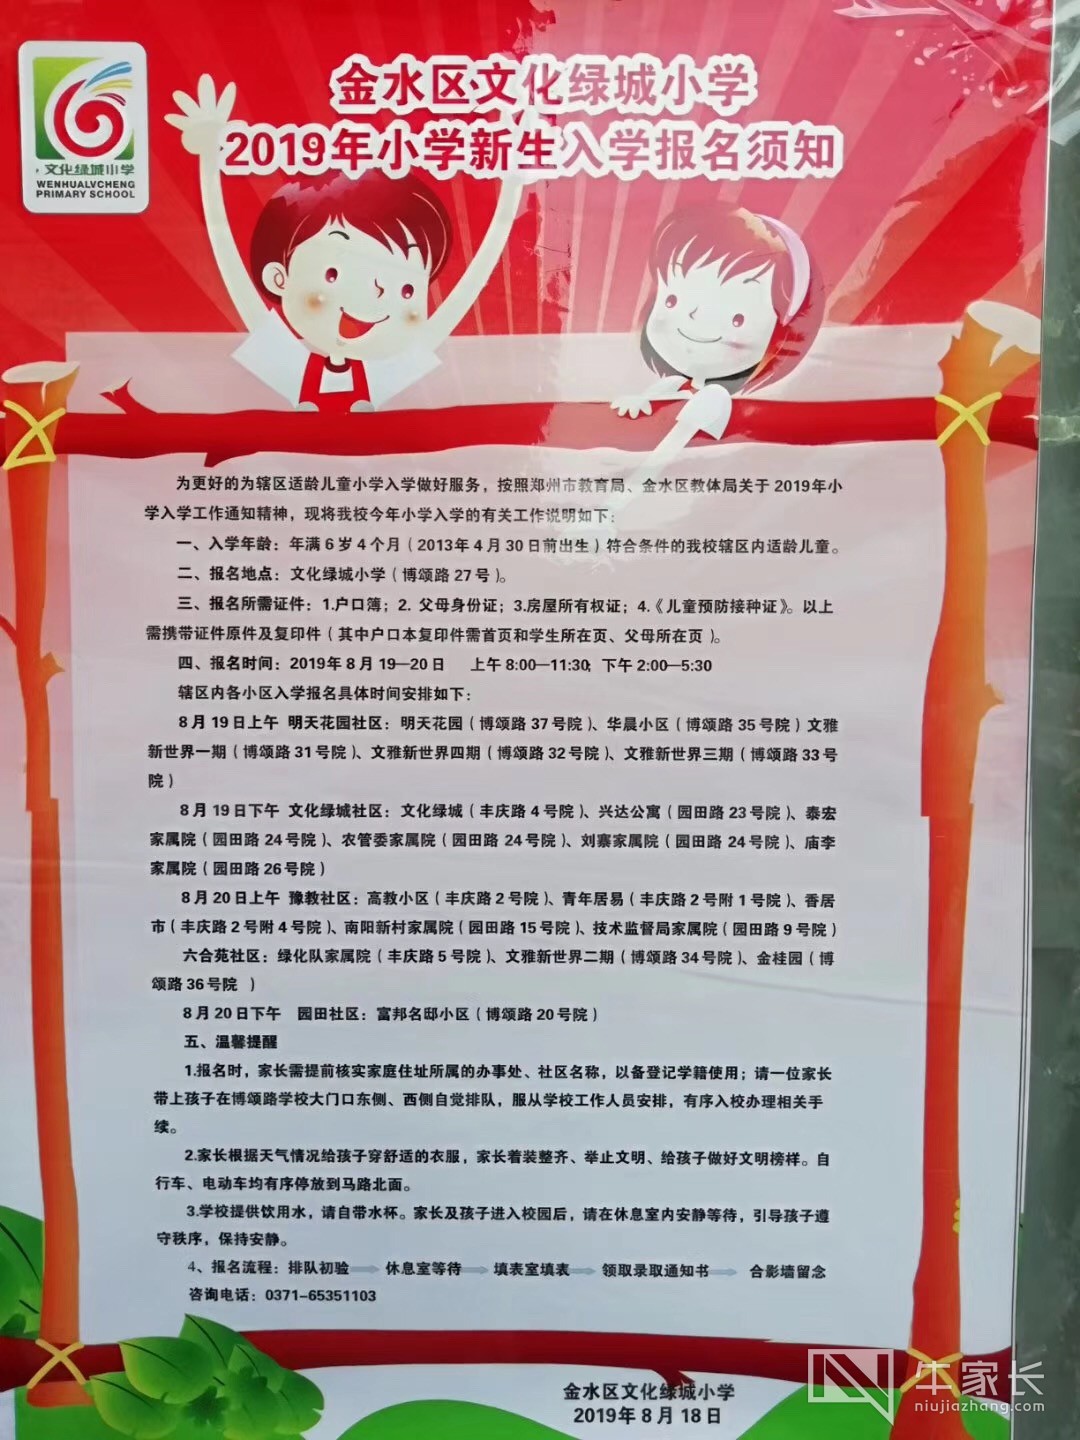 文化绿城小学
WENHUALVCHENG
PRIMARY SCHOOL
金水区文化绿城小学
2019年小学新生入学报名须知
为更好的为辖区适龄儿童小学入学做好服务，按照郑州市教育局、金水区教体局关于2019年小
学入学工作通知精神，现将我校今年小学入学的有关工作说明如下：
一、入学年龄：年满6岁4个月（2013年4月30日前出生）符合条件的我校辖区内适龄儿童。
二、报名地点：文化绿城小学（博颂路27号）。
三、报名所需证件：1.户口簿；2. 父母身份证；3.房屋所有权证；4.《儿童预防接种证》。以上
需携带证件原件及复印件（其中户口本复印件需首页和学生所在页、父母所在页）。
四、报名时间：2019年8月19—20日 上午8:00—11:30；下午2:00—5:30
辖区内各小区入学报名具体时间安排如下：
8月19日上午 明天花园社区：明天花园（博颂路37号院）、华晨小区（博颂路35号院）文雅
新世界一期（博颂路31号院）、文雅新世界四期（博颂路32号院）、文雅新世界三期（博颂路33号
院）
8月19日下午 文化绿城社区：文化绿城（丰庆路4号院）、兴达公寓（园田路23号院）、泰宏
家属院（园田路24号院）、农管委家属院（园田路24号院）、刘寨家属院（园田路24号院）、庙李
家属院（园田路26号院）
8月20日上午 豫教社区：高教小区（丰庆路2号院）、青年居易（丰庆路2号附1号院）、香居
市（丰庆路2号附4号院）、南阳新村家属院（园田路15号院）、技术监督局家属院（园田路9号院）
六合苑社区：绿化队家属院（丰庆路5号院）、文雅新世界二期（博颂路34号院）、金桂园（博
颂路36号院 ）
8月20日下午 园田社区：富邦名邸小区（博颂路20号院）
五、温馨提醒
1.报名时，家长需提前核实家庭住址所属的办事处、社区名称，以备登记学籍使用；请一位家长
带上孩子在博颂路学校大门口东侧、西侧自觉排队，服从学校工作人员安排，有序入校办理相关手
续。
2.家长根据天气情况给孩子穿舒适的衣服，家长着装整齐、举止文明、给孩子做好文明榜样。自
行车、电动车均有序停放到马路北面。
3.学校提供饮用水，请自带水杯。家长及孩子进入校园后，请在休息室内安静等待，引导孩子遵
守秩序，保持安静。
4、报名流程：排队初验 休息室等待 填表室填表 领取录取通知书 合影墙留念
咨询电话：0371-65351103
金水区文化绿城小学
2019年8月18日
牛家长
niujiazhang.com